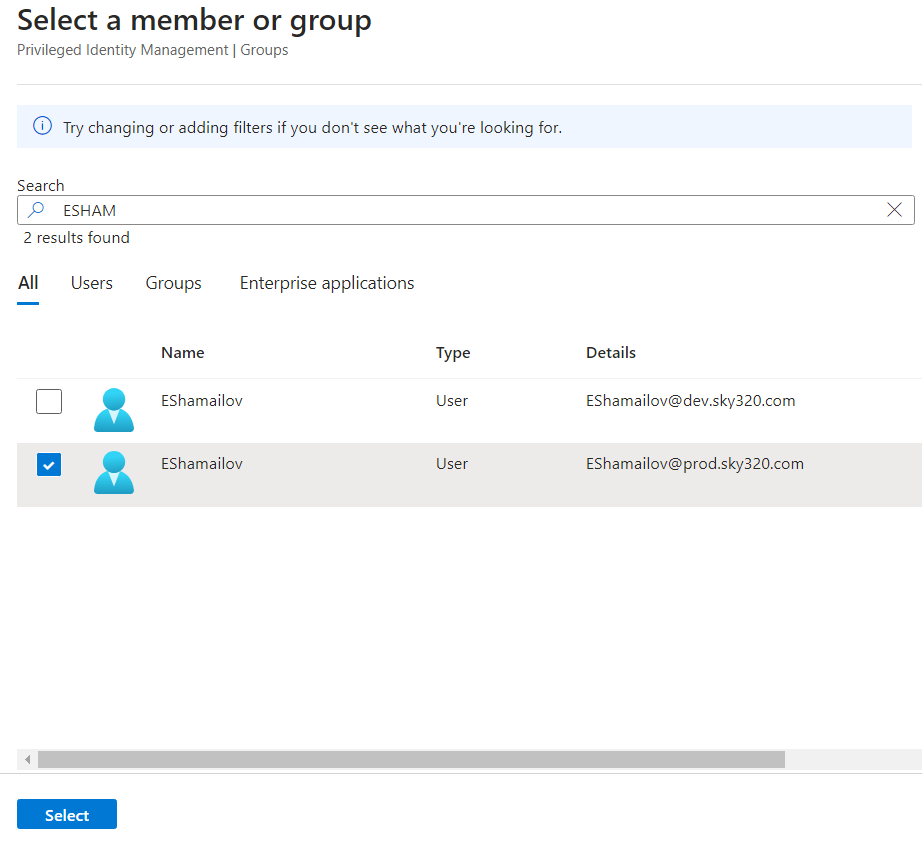 Select a member or group
Privileged Identity Management | Groups
Try changing or adding filters if you don't see what you're looking for.
Search
ESHAM
2 results found
All Users Groups Enterprise applications
Name Type Details
EShamailov User EShamailov@dev.sky320.com
EShamailov User EShamailov@prod.sky320.com
Select